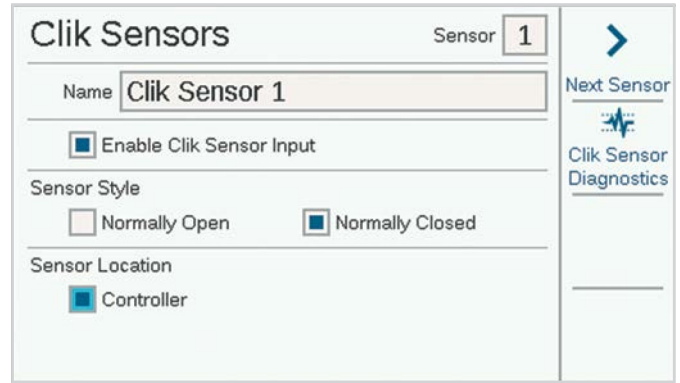 Clik Sensors Sensor 1
Name Clik Sensor 1
Enable Clik Sensor Input
Sensor Style
Normally Open Normally Closed
Sensor Location
Controller
Next Sensor
Clik Sensor
Diagnostics